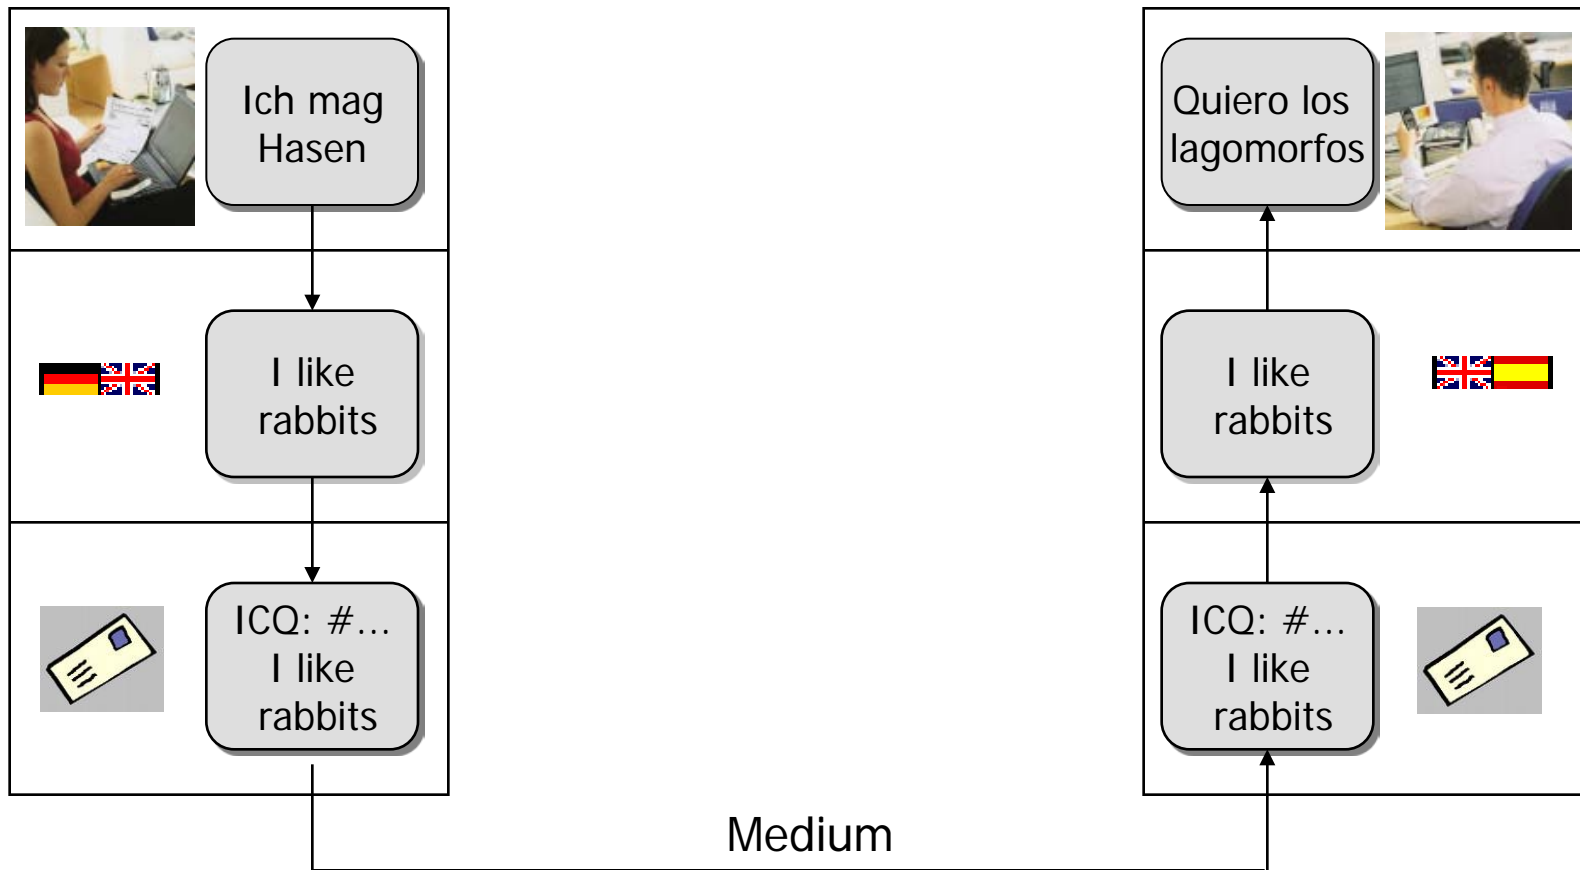 Ich mag
Hasen
I like
rabbits
ICQ: #...
I like
rabbits
Medium
Quiero los
lagomorfos
I like
rabbits
ICQ: #...
I like
rabbits